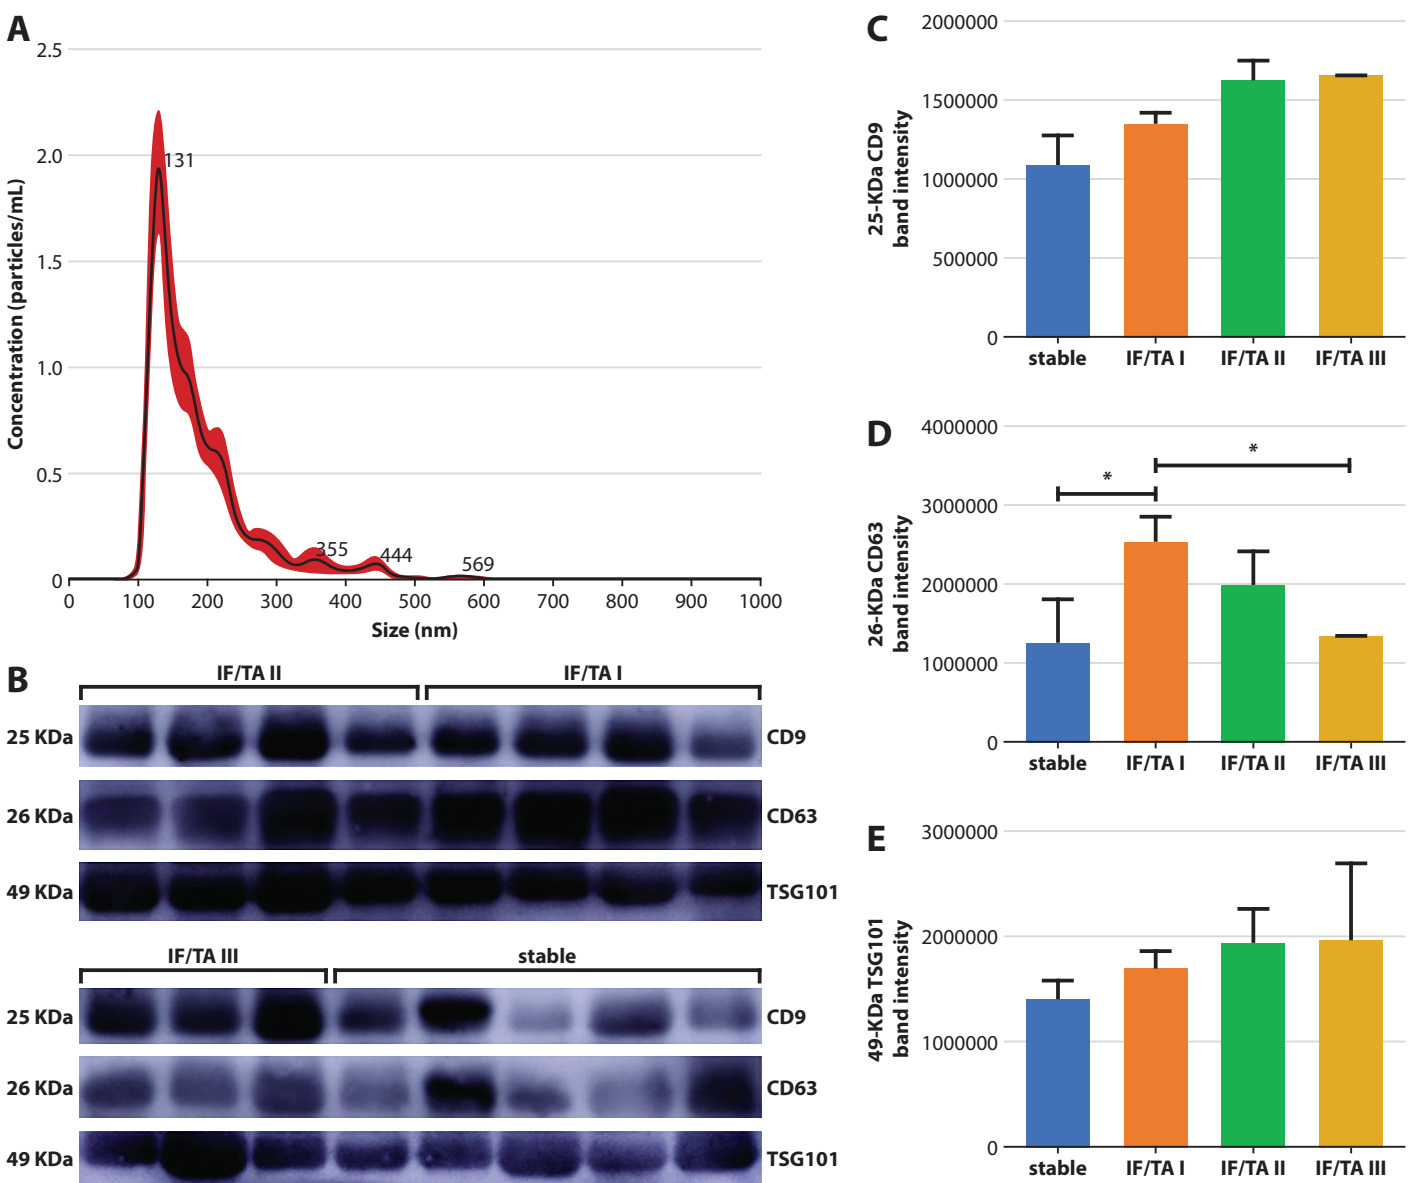 A
2.5
2.0
1.5
1.0
0.5
0
Concentration (particles/mL)
131
355
444
569
0 100 200 300 400 500 600 700 800 900 1000
Size (nm)
B
IF/TA II IF/TA I
25 KDa CD9
26 KDa CD63
49 KDa TSG101
IF/TA III stable
25 KDa CD9
26 KDa CD63
49 KDa TSG101
C
25-KDa CD9
band intensity
2000000
1500000
1000000
500000
0
stable IF/TA I IF/TA II IF/TA III
D
26-KDa CD63
band intensity
4000000
3000000
2000000
1000000
0
* *
stable IF/TA I IF/TA II IF/TA III
E
49-KDa TSG101
band intensity
3000000
2000000
1000000
0
stable IF/TA I IF/TA II IF/TA III